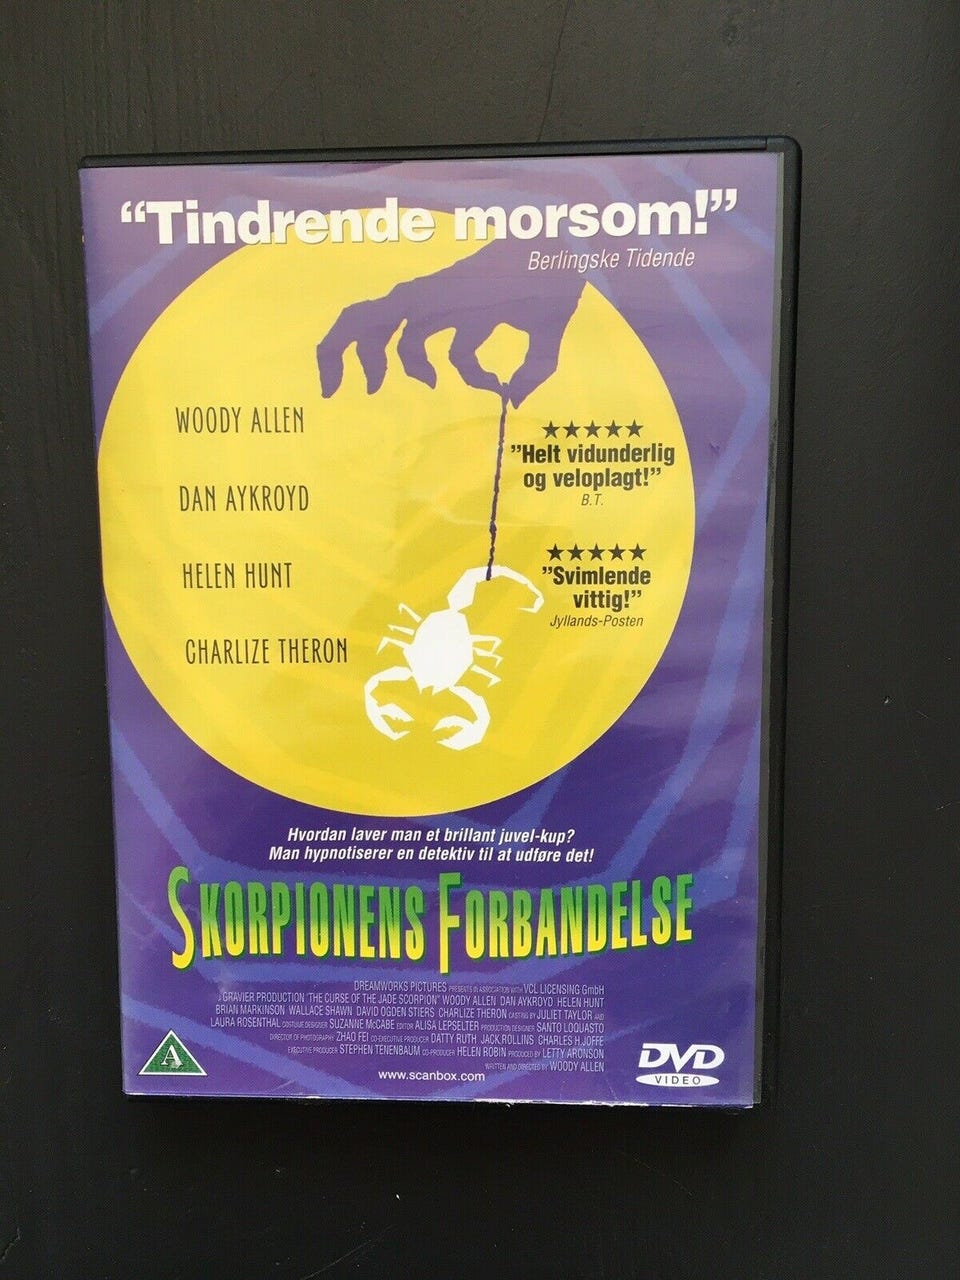 “Tindrende morsom!”
Berlingske Tidende
WOODY ALLEN
DAN AYKROYD
HELEN HUNT
CHARLIZE THERON
★★★★★
”Helt vidunderlig
og veloplagt!”
B.T.
★★★★★
”Svimlende
vittig!”
Jyllands-Posten
Hvordan laver man et brillant juvel-kup?
Man hypnotiserer en detektiv til at udføre det!
SKORPIONENS FORBANDELSE
DREAMWORKS PICTURES PRESENTS IN ASSOCIATION WITH VCL LICENSING GmbH
GRAVIER PRODUCTION "THE CURSE OF THE JADE SCORPION" WOODY ALLEN DAN AYKROYD HELEN HUNT
BRIAN MARKINSON WALLACE SHAWN DAVID OGDEN STIERS CHARLIZE THERON CASTING BY JULIET TAYLOR AND
LAURA ROSENTHAL COSTUME DESIGNER SUZANNE McCABE EDITOR ALISA LEPSELTER PRODUCTION DESIGNER SANTO LOQUASTO
DIRECTOR OF PHOTOGRAPHY ZHAO FEI CO-EXECUTIVE PRODUCER DATTY RUTH JACK ROLLINS CHARLES H.JOFFE
EXECUTIVE PRODUCER STEPHEN TENENBAUM CO-PRODUCER HELEN ROBIN PRODUCED BY LETTY ARONSON
WRITTEN AND DIRECTED BY WOODY ALLEN
A
www.scanbox.com
DVD
VIDEO